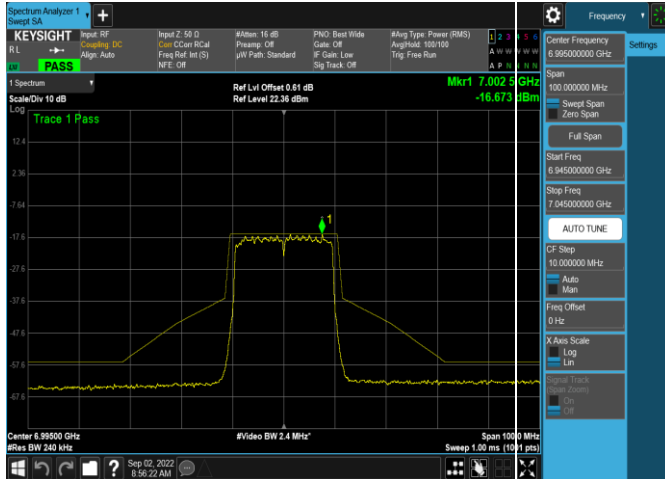 Spectrum Analyzer 1
Swept SA
+
Frequency
KEYSIGHT
RL
PASS
Input: RF
Coupling: DC
Align: Auto
Input Z: 50 Ω
Corr CCorr RCal
Freq Ref: Int (S)
NFE: Off
#Atten: 16 dB
Preamp: Off
µW Path: Standard
PNO: Best Wide
Gate: Off
IF Gain: Low
Sig Track: Off
#Avg Type: Power (RMS)
Avg|Hold: 100/100
Trig: Free Run
1 2 3 4 5 6
A W W W W W
A P N N N N
1 Spectrum
Scale/Div 10 dB
Log
Ref Lvl Offset 0.61 dB
Ref Level 22.36 dBm
Mkr1 7.002 5 GHz
-16.673 dBm
Trace 1 Pass
12.4
2.36
-7.64
-17.6
-27.6
-37.6
-47.6
-57.6
-67.6
1
Center 6.99500 GHz
#Res BW 240 kHz
#Video BW 2.4 MHz*
Span 100.0 MHz
Sweep 1.00 ms (1001 pts)
?
Sep 02, 2022
8:56:22 AM
Settings
Center Frequency
6.995000000 GHz
Span
100.000000 MHz
Swept Span
Zero Span
Full Span
Start Freq
6.945000000 GHz
Stop Freq
7.045000000 GHz
AUTO TUNE
CF Step
10.000000 MHz
Auto
Man
Freq Offset
0 Hz
X Axis Scale
Log
Lin
Signal Track
(Span Zoom)
On
Off